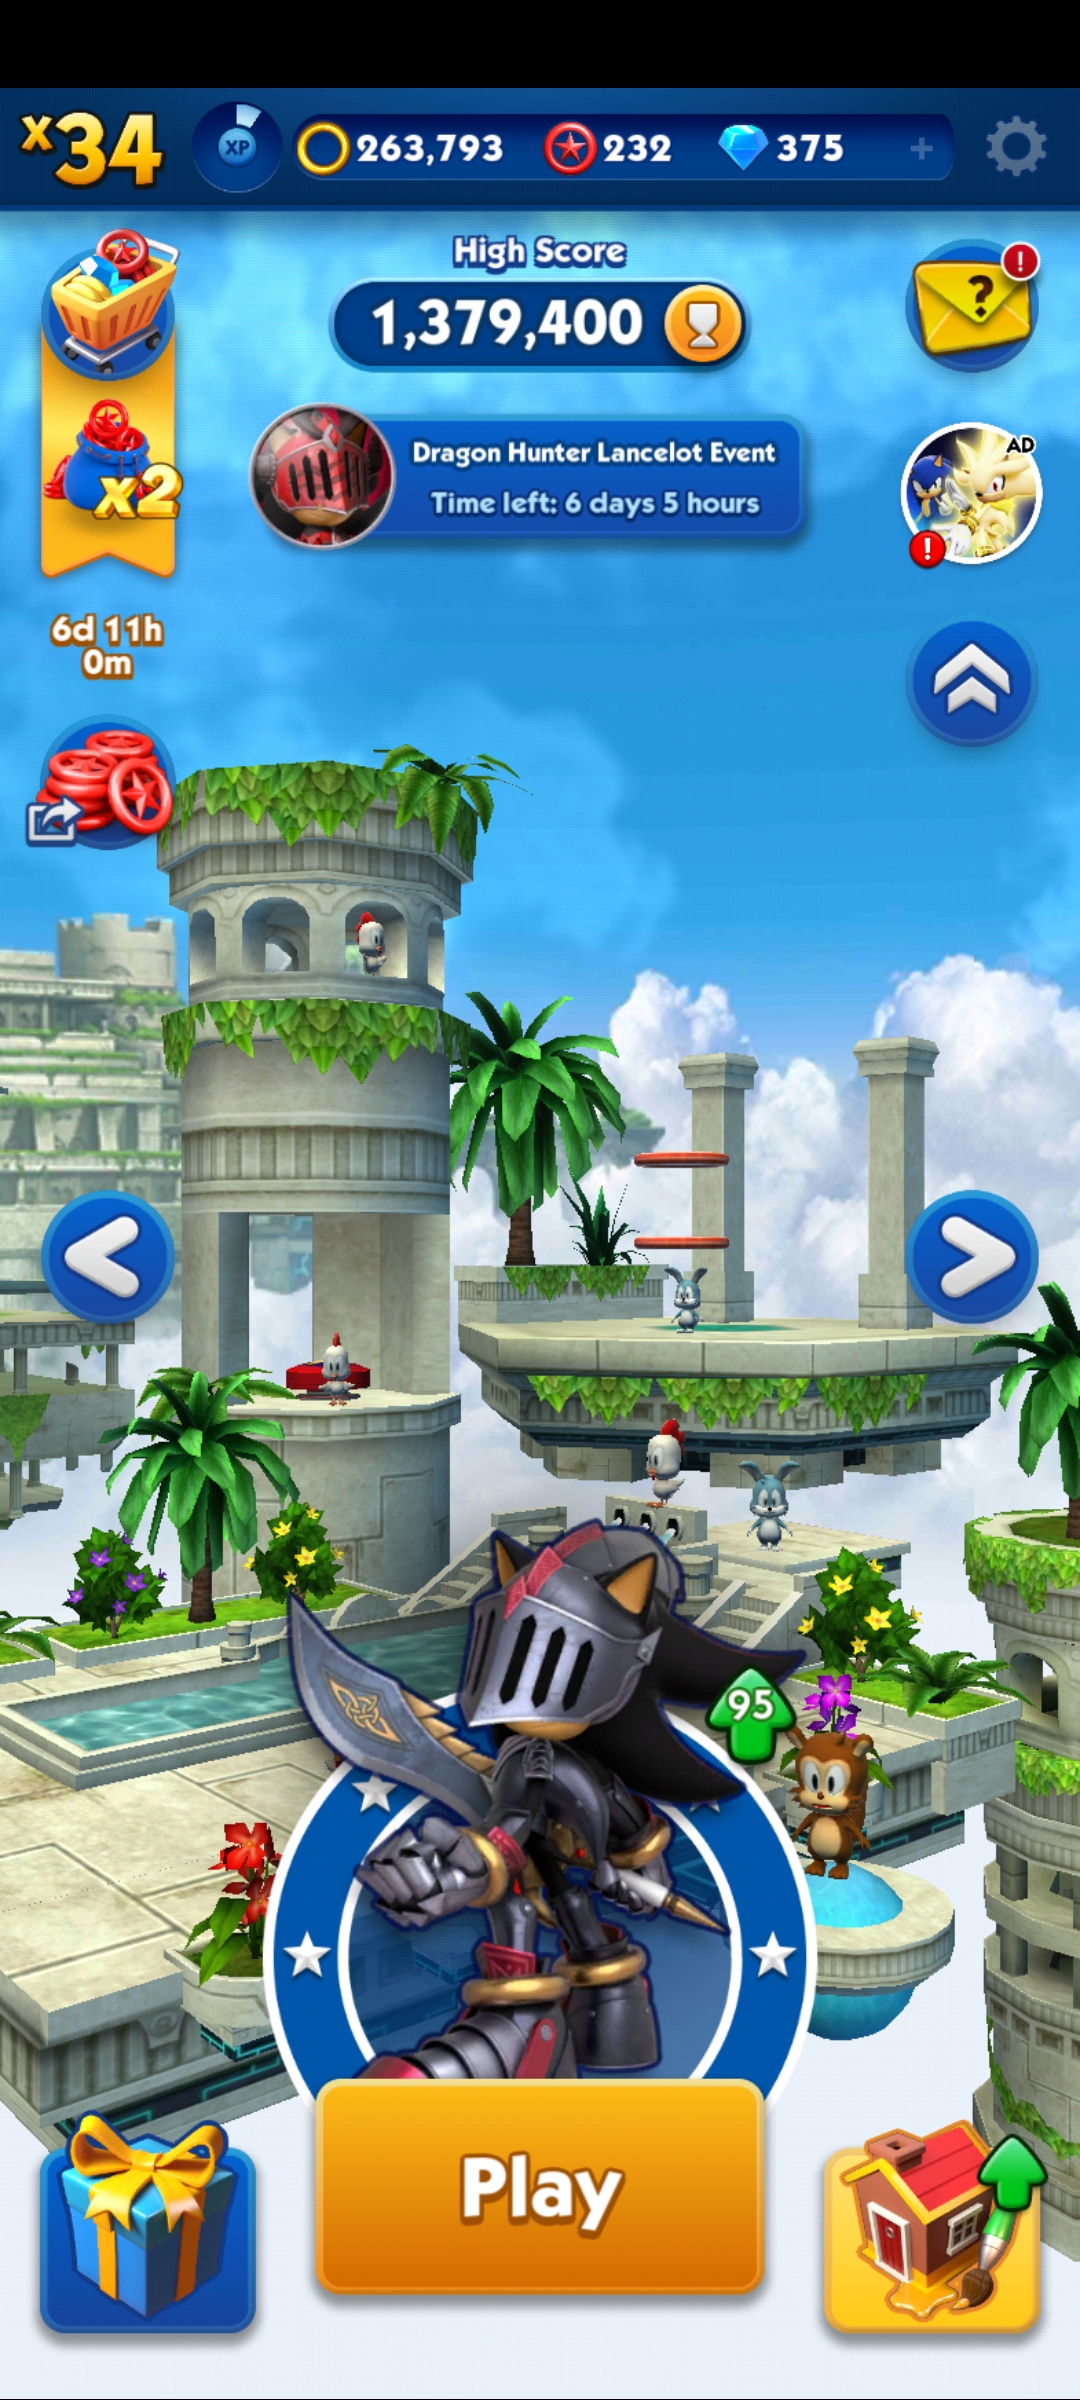 x34
XP
263,793
232
375
+
High Score
1,379,400
!
?
Dragon Hunter Lancelot Event
Time left: 6 days 5 hours
AD
!
x2
6d 11h
0m
95
Play